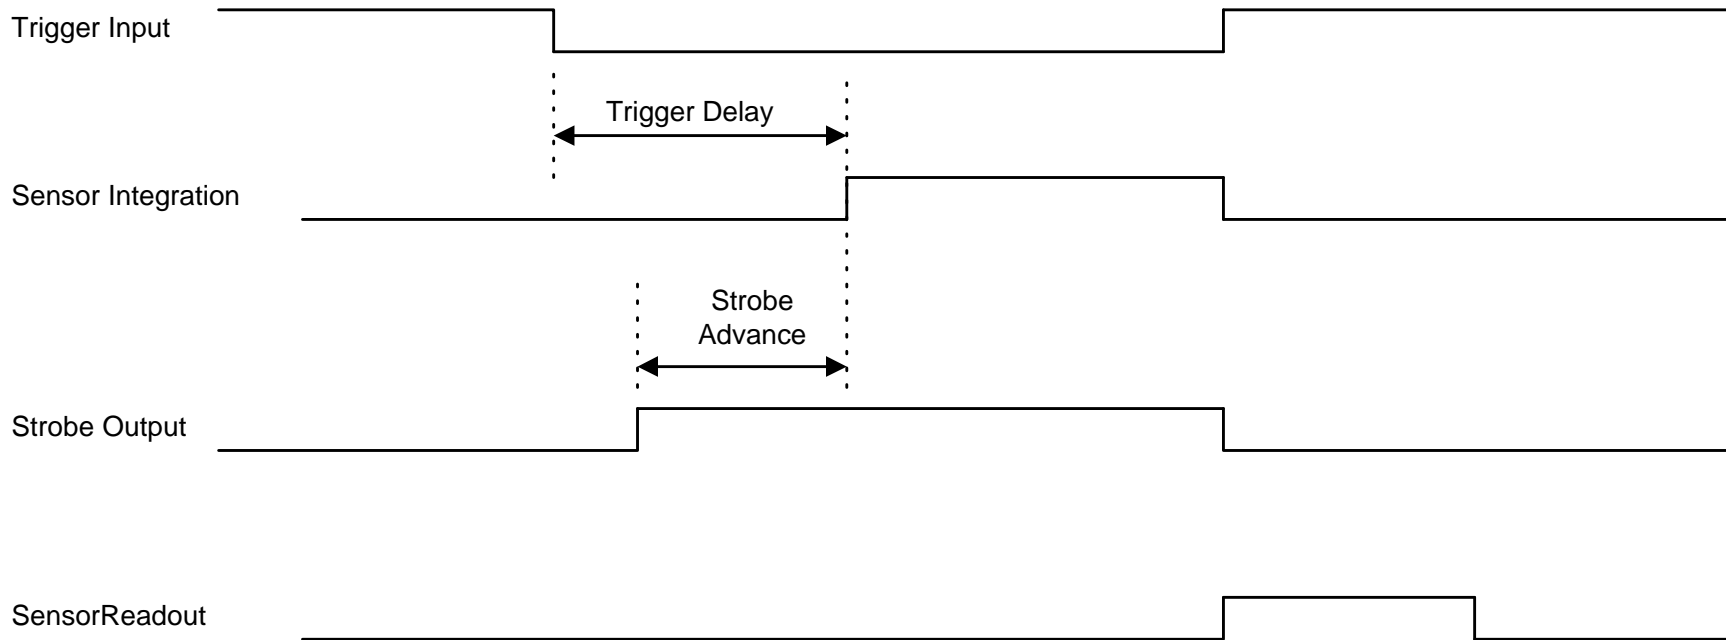 Trigger Input
Trigger Delay
Sensor Integration
Strobe
Advance
Strobe Output
SensorReadout